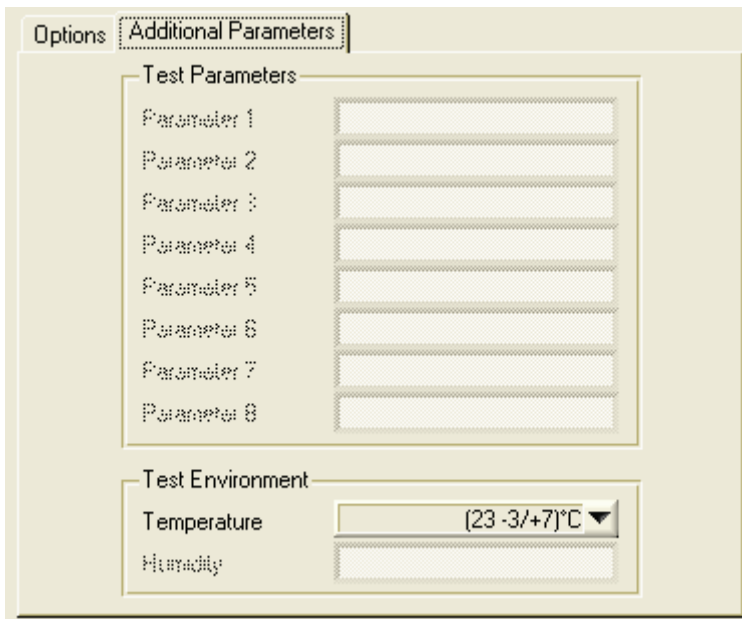 Options Additional Parameters
Test Parameters
Parameter 1
Parameter 2
Parameter 3
Parameter 4
Parameter 5
Parameter 6
Parameter 7
Parameter 8
Test Environment
Temperature (23 -3/+7)°C
Humidity